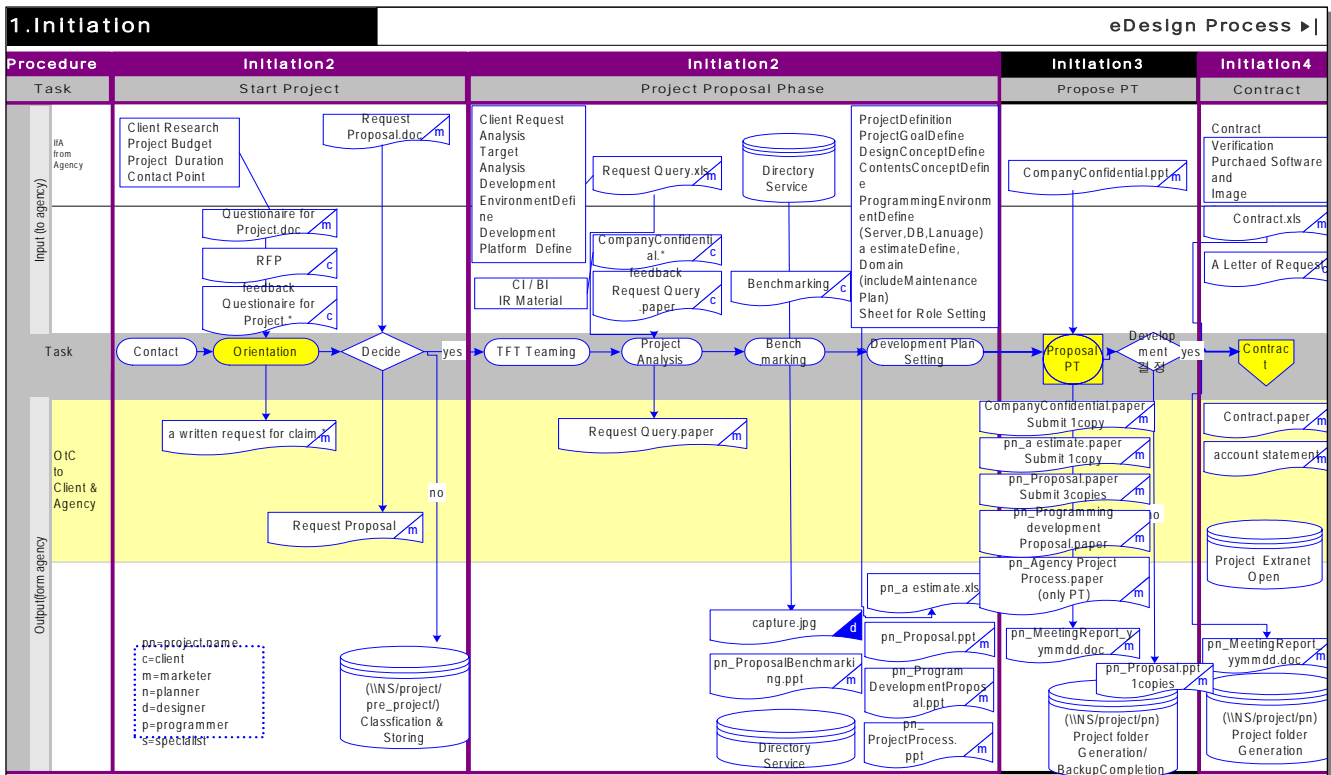 1.Initiation
eDesign Process
Procedure
Initiation2
Initiation2
Initiation3
Initiation4
Task
Start Project
Project Proposal Phase
Propose PT
Contract
Input (to agency)
IfA
from
Agency
Client Research
Project Budget
Project Duration
Contact Point
Request
Proposal.doc
m
Questionaire for
Project.doc
m
RFP
c
feedback
Questionaire for
Project.*
c
Client Request
Analysis
Target
Analysis
Development
EnvironmentDefi
ne
Development
Platform Define
CI / BI
IR Material
Request Query.xls
m
CompanyConfidenti
al.*
c
feedback
Request Query
.paper
c
Directory
Service
Benchmarking
c
ProjectDefinition
ProjectGoalDefine
DesignConceptDefine
ContentsConceptDefin
e
ProgrammingEnvironm
entDefine
(Server,DB,Lanuage)
a estimateDefine,
Domain
(includeMaintenance
Plan)
Sheet for Role Setting
CompanyConfidential.ppt
m
Contract
Verification
Purchaed Software
and
Image
Contract.xls
m
A Letter of Request
c
Task
Contact
Orientation
Decide
yes
TFT Teaming
Project
Analysis
Bench
marking
Development Plan
Setting
Proposal
PT
Develop
ment
결정
yes
Contrac
t
Output(form agency)
OtC
to
Client &
Agency
a written request for claim.*
m
no
Request Proposal
m
Request Query.paper
m
CompanyConfidential.paper
Submit 1copy
m
pn_a estimate.paper
Submit 1copy
m
pn_Proposal.paper
Submit 3copies
m
no
pn_Programming
development
Proposal.paper
m
pn_Agency Project
Process.paper
(only PT)
m
Contract.paper
m
account statement
m
Project Extranet
Open
pn=project.name
c=client
m=marketer
n=planner
d=designer
p=programmer
s=specialist
(\\NS/project/
pre_project/)
Classfication &
Storing
capture.jpg
d
pn_ProposalBenchmarki
ng.ppt
m
Directory
Service
pn_a estimate.xls
pn_Proposal.ppt
m
pn_Program
DevelopmentPropos
al.ppt
m
pn_
ProjectProcess.
ppt
m
pn_MeetingReport_y
ymmdd.doc
m
pn_Proposal.ppt
1copies
m
(\\NS/project/pn)
Project folder
Generation/
BackupCompletion
pn_MeetingReport_
yymmdd.doc
m
(\\NS/project/pn)
Project folder
Generation